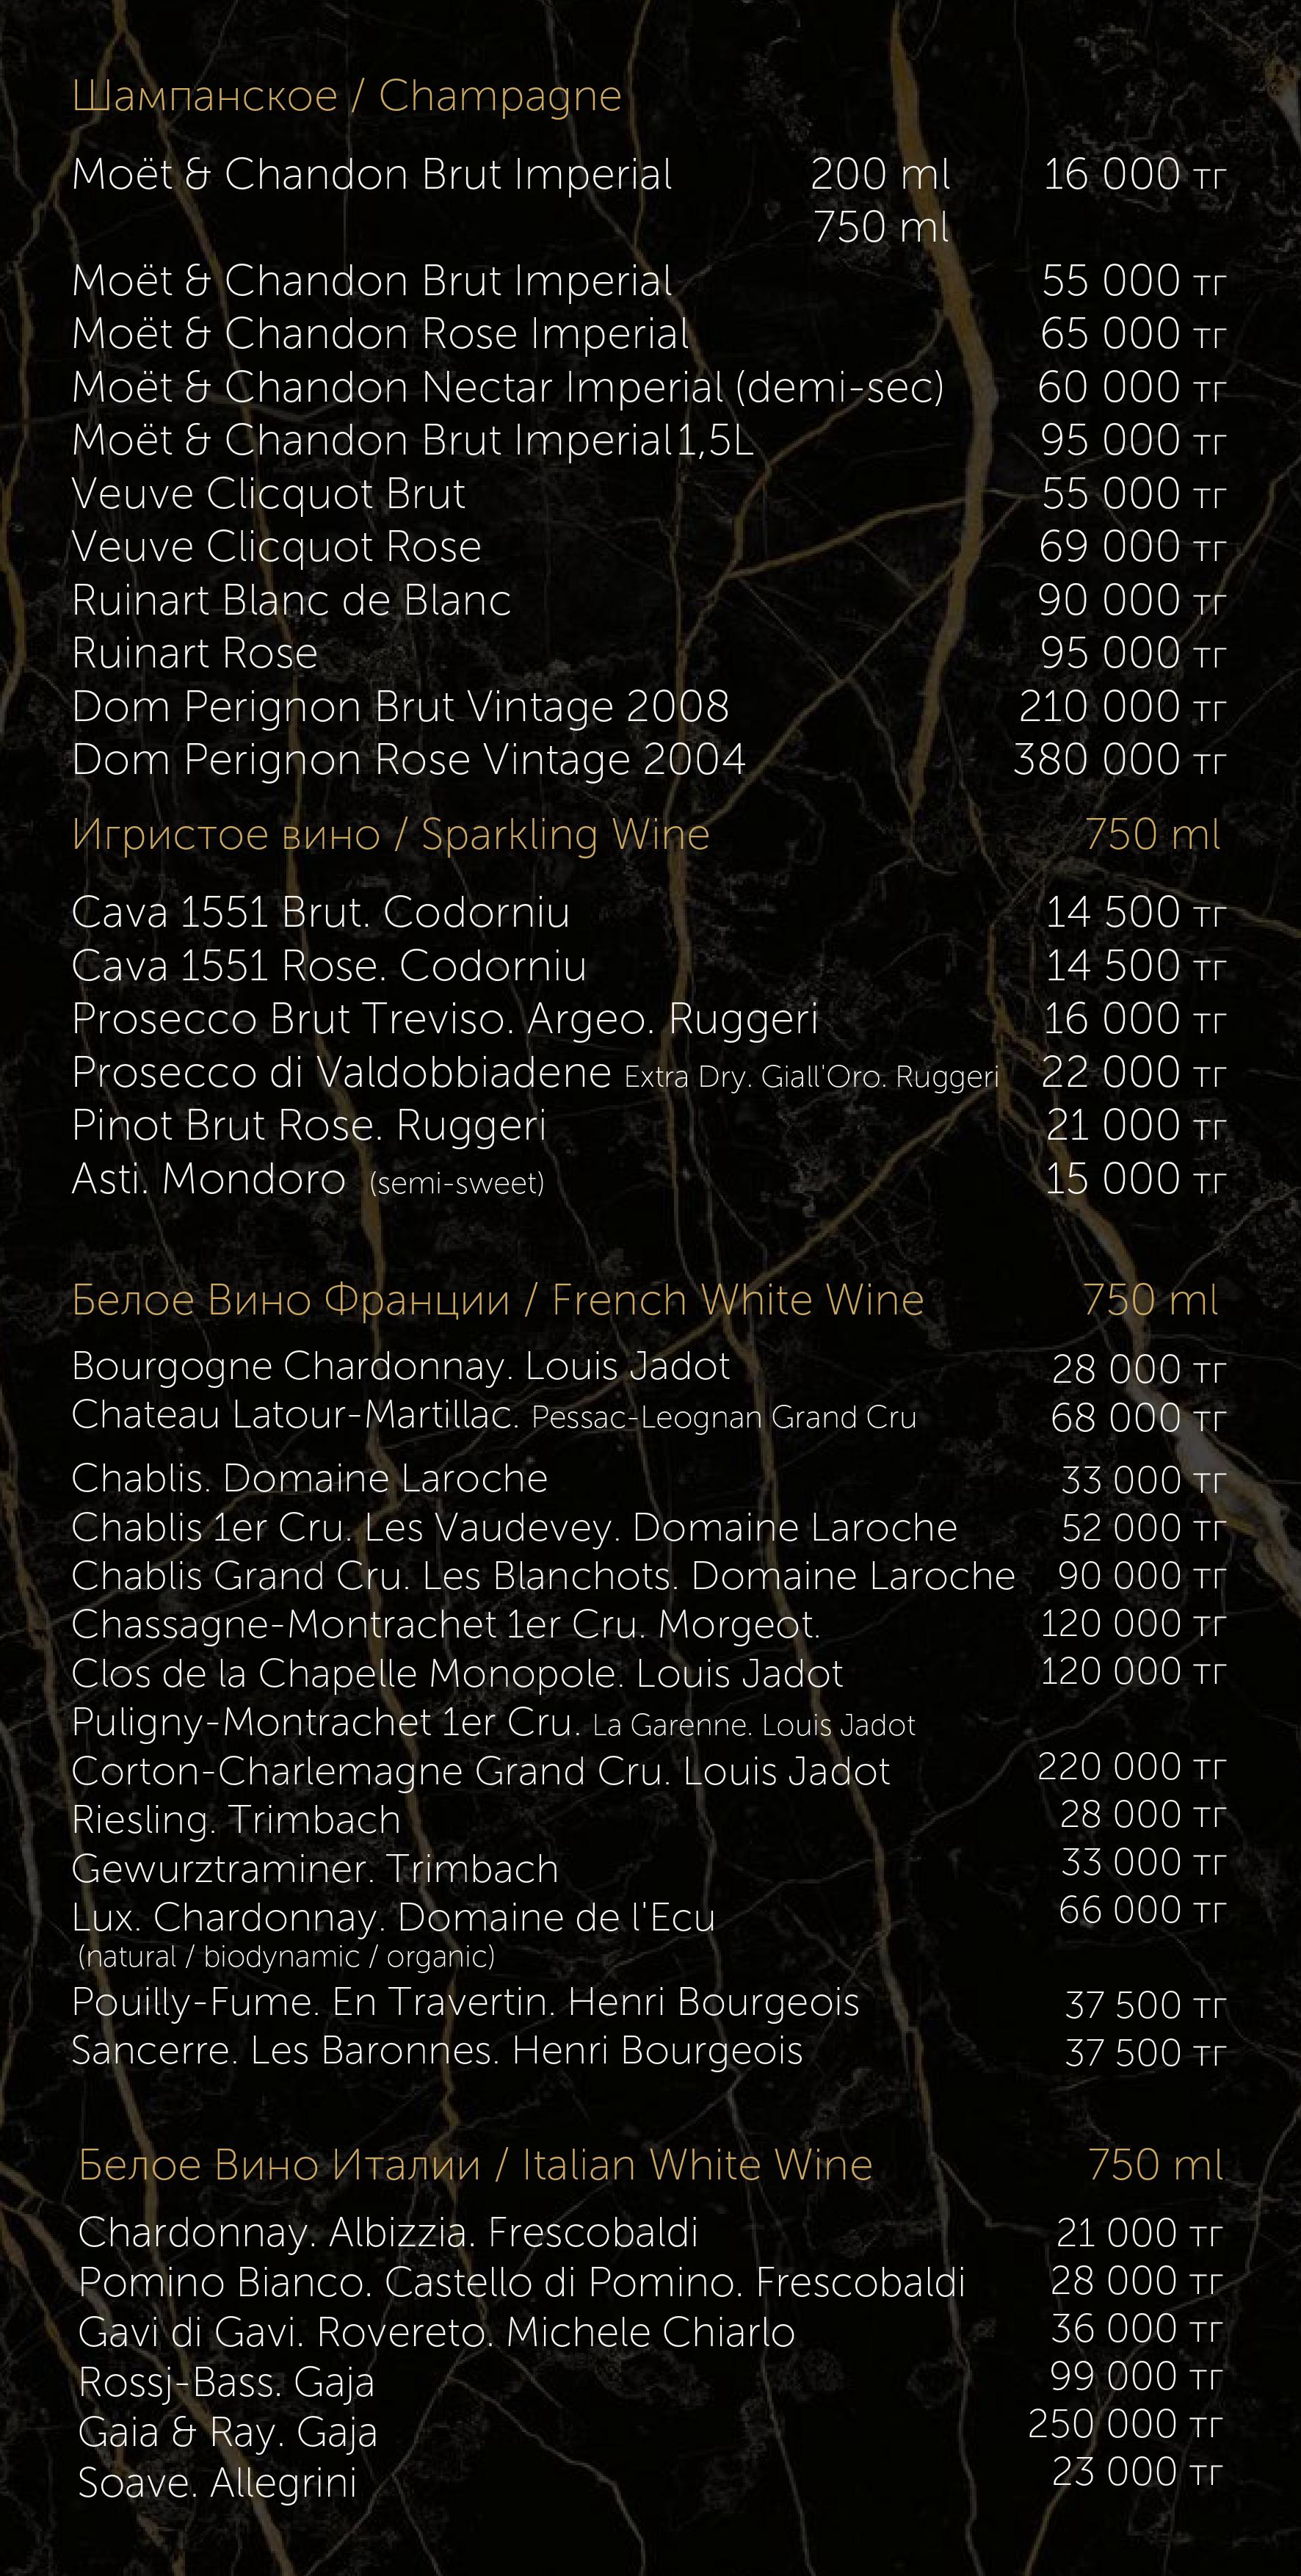 Шампанское / Champagne
Moët & Chandon Brut Imperial 200 ml 16 000 тг
750 ml
Moët & Chandon Brut Imperial 55 000 тг
Moët & Chandon Rose Imperial 65 000 тг
Moët & Chandon Nectar Imperial (demi-sec) 60 000 тг
Moët & Chandon Brut Imperial 1,5L 95 000 тг
Veuve Clicquot Brut 55 000 тг
Veuve Clicquot Rose 69 000 тг
Ruinart Blanc de Blanc 90 000 тг
Ruinart Rose 95 000 тг
Dom Perignon Brut Vintage 2008 210 000 тг
Dom Perignon Rose Vintage 2004 380 000 тг
Игристое вино / Sparkling Wine 750 ml
Cava 1551 Brut. Codorniu 14 500 тг
Cava 1551 Rose. Codorniu 14 500 тг
Prosecco Brut Treviso. Argeo. Ruggeri 16 000 тг
Prosecco di Valdobbiadene Extra Dry. Giall'Oro. Ruggeri 22 000 тг
Pinot Brut Rose. Ruggeri 21 000 тг
Asti. Mondoro (semi-sweet) 15 000 тг
Белое Вино Франции / French White Wine 750 ml
Bourgogne Chardonnay. Louis Jadot 28 000 тг
Chateau Latour-Martillac. Pessac-Leognan Grand Cru 68 000 тг
Chablis. Domaine Laroche 33 000 тг
Chablis 1er Cru. Les Vaudevey. Domaine Laroche 52 000 тг
Chablis Grand Cru. Les Blanchots. Domaine Laroche 90 000 тг
Chassagne-Montrachet 1er Cru. Morgeot. 120 000 тг
Clos de la Chapelle Monopole. Louis Jadot 120 000 тг
Puligny-Montrachet 1er Cru. La Garenne. Louis Jadot
Corton-Charlemagne Grand Cru. Louis Jadot 220 000 тг
Riesling. Trimbach 28 000 тг
Gewurztraminer. Trimbach 33 000 тг
Lux. Chardonnay. Domaine de l'Ecu 66 000 тг
(natural / biodynamic / organic)
Pouilly-Fume. En Travertin. Henri Bourgeois 37 500 тг
Sancerre. Les Baronnes. Henri Bourgeois 37 500 тг
Белое Вино Италии / Italian White Wine 750 ml
Chardonnay. Albizzia. Frescobaldi 21 000 тг
Pomino Bianco. Castello di Pomino. Frescobaldi 28 000 тг
Gavi di Gavi. Rovereto. Michele Chiarlo 36 000 тг
Rossj-Bass. Gaja 99 000 тг
Gaia & Ray. Gaja 250 000 тг
Soave. Allegrini 23 000 тг